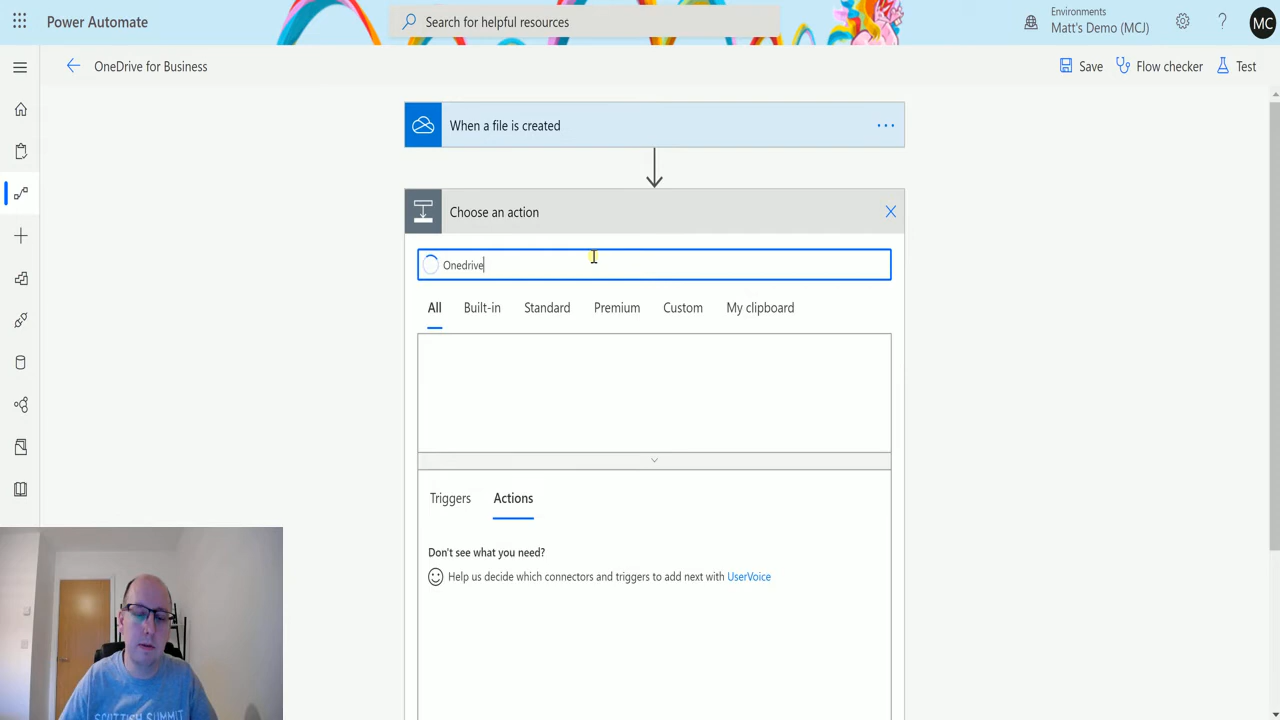 Power Automate
Search for helpful resources
Environments
Matt's Demo (MCJ)
MC
OneDrive for Business
Save
Flow checker
Test
When a file is created
Choose an action
Onedrive
All Built-in Standard Premium Custom My clipboard
Triggers Actions
Don't see what you need?
Help us decide which connectors and triggers to add next with UserVoice
SCOTTISH SUMMIT